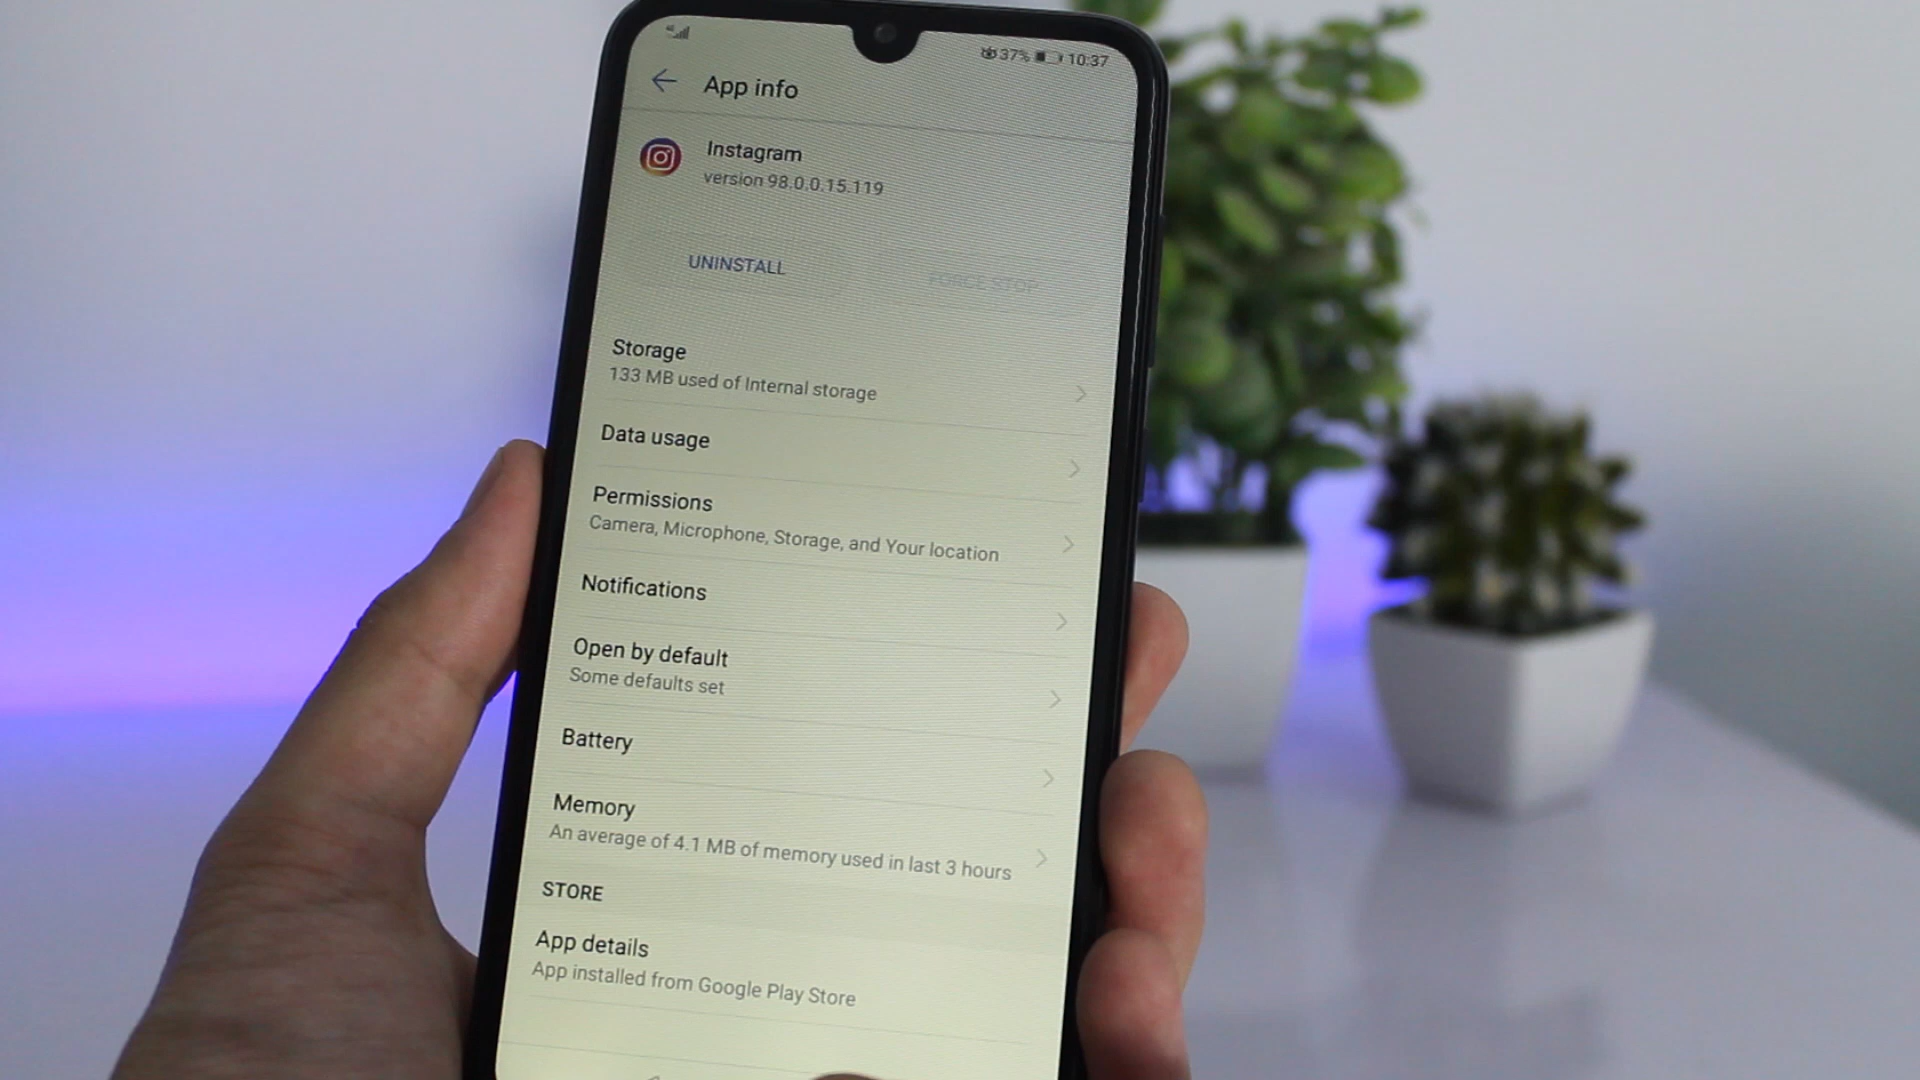 37% 10:37
App info
Instagram
version 98.0.0.15.119
UNINSTALL FORCE STOP
Storage
133 MB used of Internal storage
Data usage
Permissions
Camera, Microphone, Storage, and Your location
Notifications
Open by default
Some defaults set
Battery
Memory
An average of 4.1 MB of memory used in last 3 hours
STORE
App details
App installed from Google Play Store